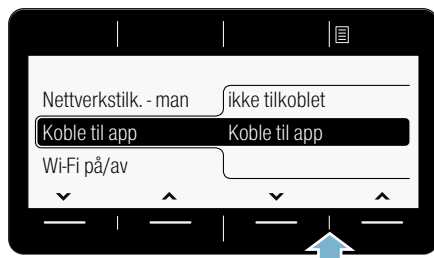 Nettverkstilk. - man ikke tilkoblet
Koble til app Koble til app
Wi-Fi på/av